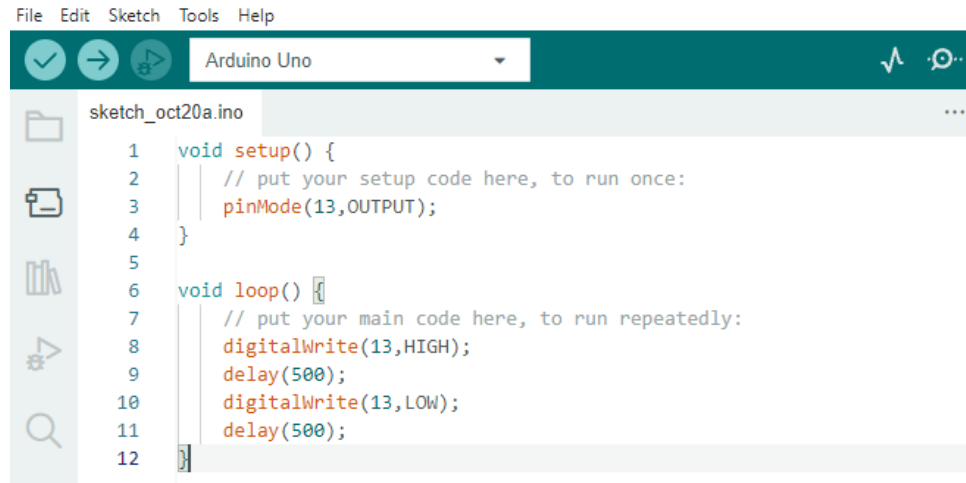 File Edit Sketch Tools Help
Arduino Uno
sketch_oct20a.ino
...
1 void setup() {
2 // put your setup code here, to run once:
3 pinMode(13,OUTPUT);
4 }
5
6 void loop() {
7 // put your main code here, to run repeatedly:
8 digitalWrite(13,HIGH);
9 delay(500);
10 digitalWrite(13,LOW);
11 delay(500);
12 }